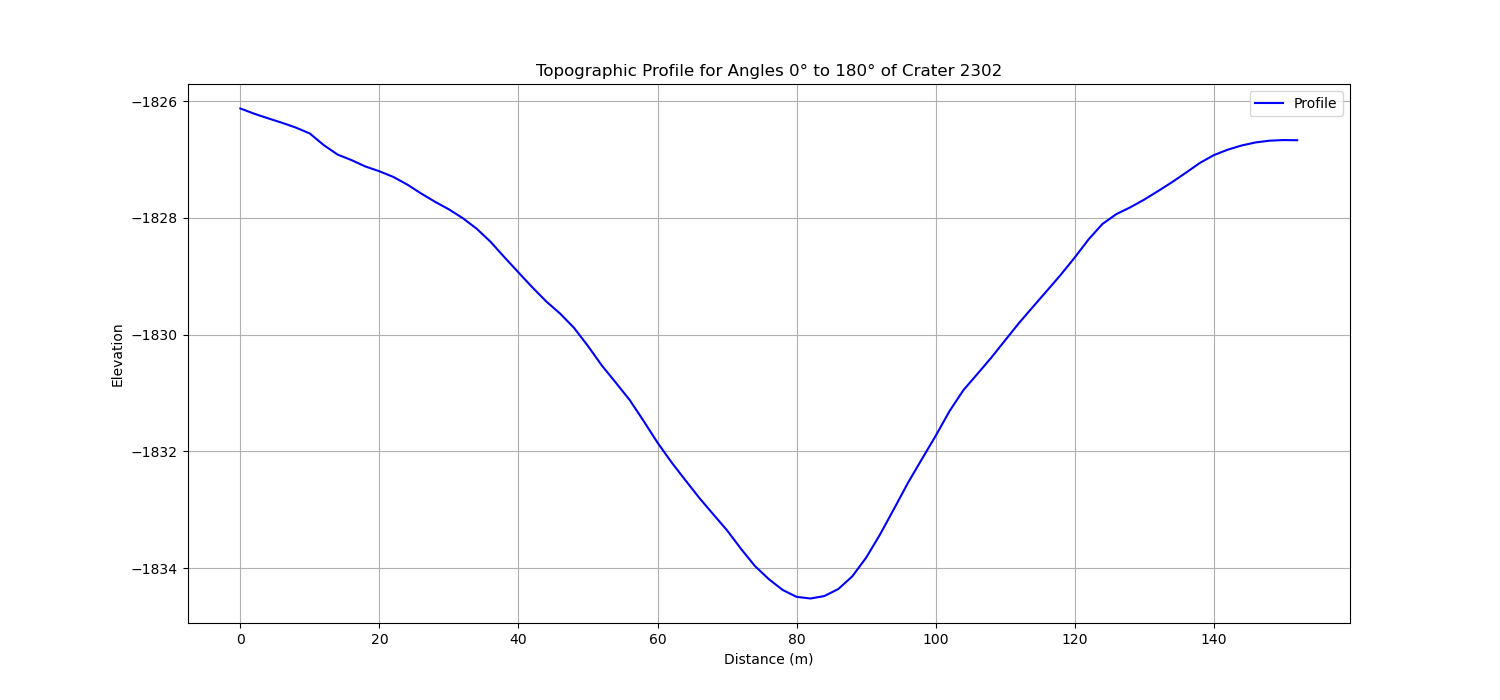 Topographic Profile for Angles 0° to 180° of Crater 2302
Profile
−1826
−1828
−1830
−1832
−1834
Elevation
0 20 40 60 80 100 120 140
Distance (m)